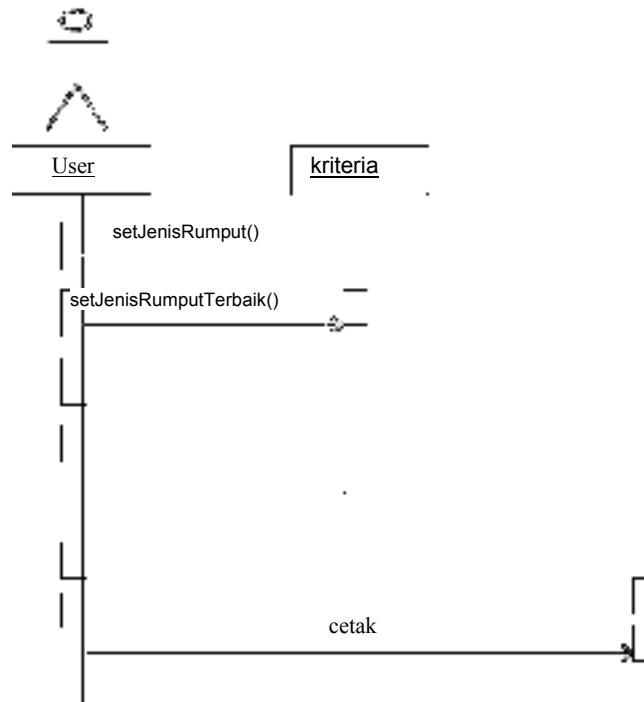 User
kriteria
setJenisRumput()
setJenisRumputTerbaik()
cetak